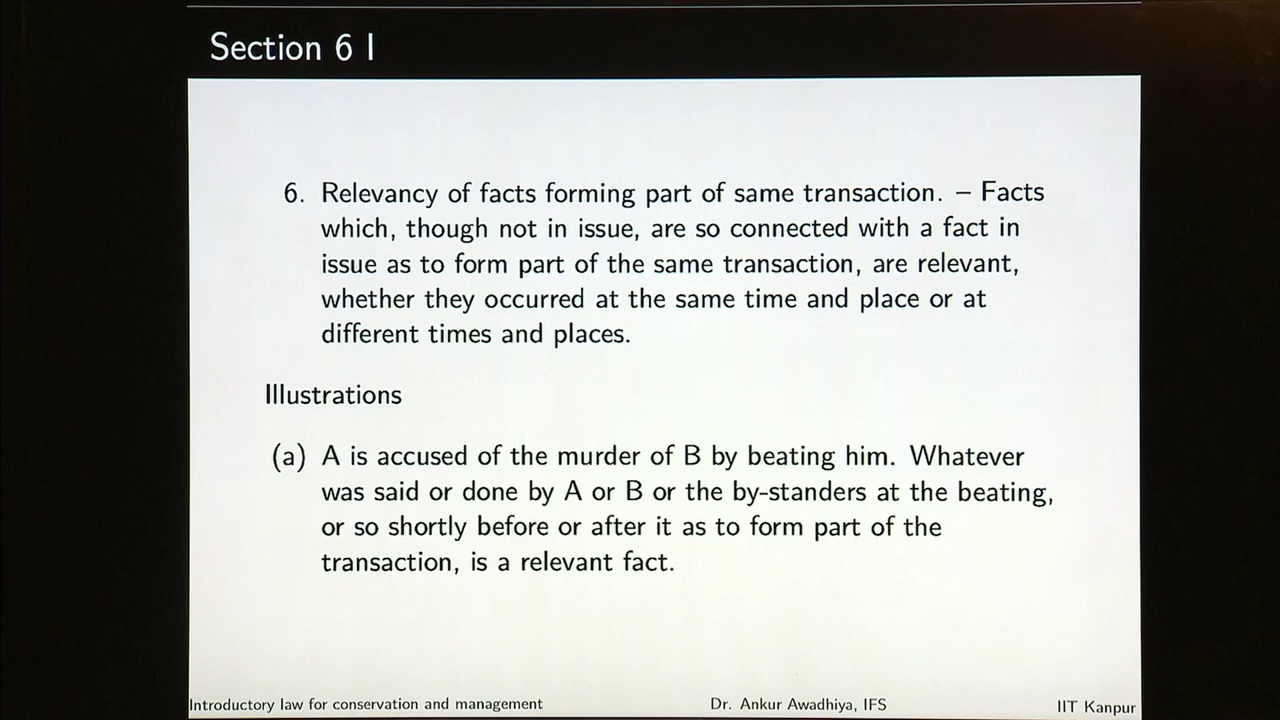 Section 6 I
6. Relevancy of facts forming part of same transaction. – Facts
which, though not in issue, are so connected with a fact in
issue as to form part of the same transaction, are relevant,
whether they occurred at the same time and place or at
different times and places.
Illustrations
(a) A is accused of the murder of B by beating him. Whatever
was said or done by A or B or the by-standers at the beating,
or so shortly before or after it as to form part of the
transaction, is a relevant fact.
Introductory law for conservation and management Dr. Ankur Awadhiya, IFS IIT Kanpur